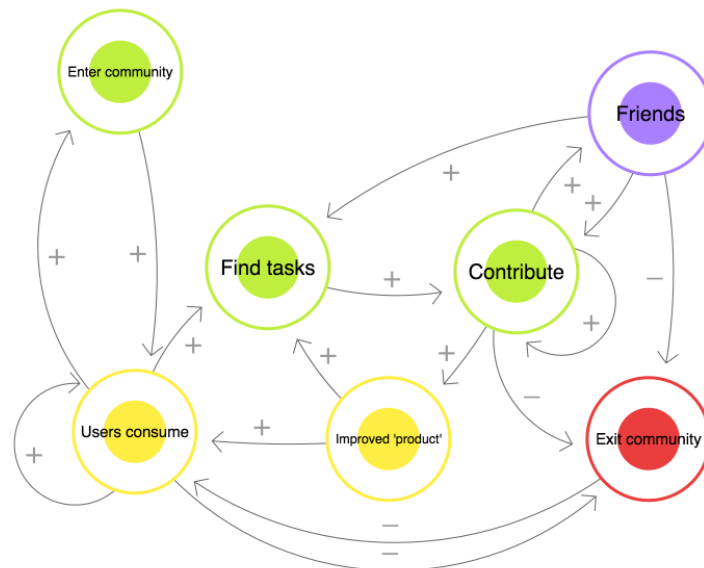 Enter community
Friends
+
+
+
+
+
Find tasks
+
Contribute
−
+
+
+
+
+
Users consume
+
Improved 'product'
−
Exit community
+
−
−